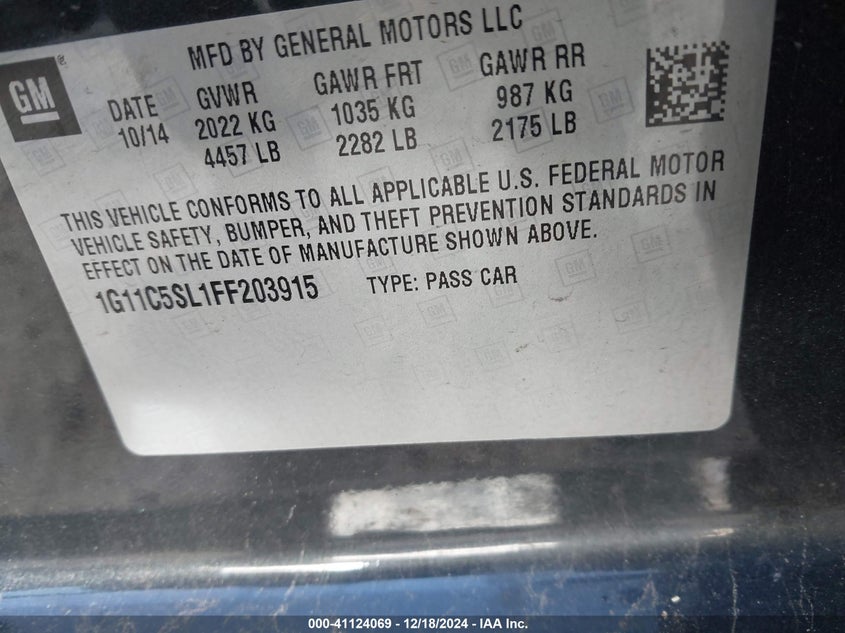 MFD BY GENERAL MOTORS LLC
GM
DATE GVWR GAWR FRT GAWR RR
10/14 2022 KG 1035 KG 987 KG
4457 LB 2282 LB 2175 LB
THIS VEHICLE CONFORMS TO ALL APPLICABLE U.S. FEDERAL MOTOR
VEHICLE SAFETY, BUMPER, AND THEFT PREVENTION STANDARDS IN
EFFECT ON THE DATE OF MANUFACTURE SHOWN ABOVE.
1G11C5SL1FF203915 TYPE: PASS CAR
000-41124069 - 12/18/2024 - IAA Inc.